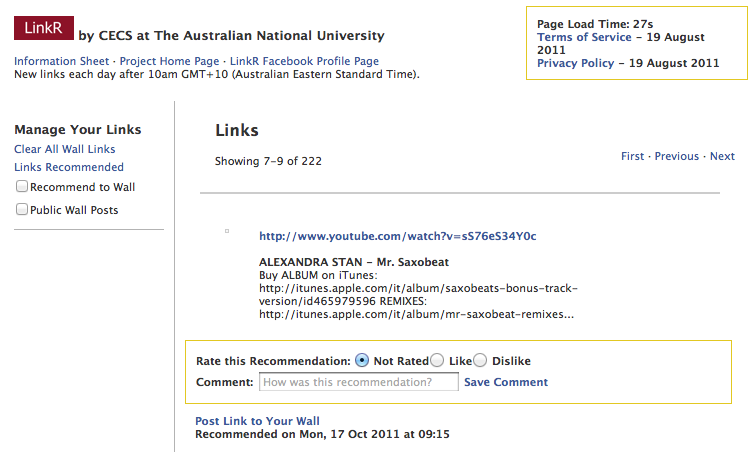 LinkR by CECS at The Australian National University
Page Load Time: 27s
Terms of Service – 19 August
2011
Privacy Policy – 19 August 2011
Information Sheet · Project Home Page · LinkR Facebook Profile Page
New links each day after 10am GMT+10 (Australian Eastern Standard Time).
Manage Your Links
Clear All Wall Links
Links Recommended
Recommend to Wall
Public Wall Posts
Links
Showing 7–9 of 222
First · Previous · Next
http://www.youtube.com/watch?v=sS76eS34Y0c
ALEXANDRA STAN – Mr. Saxobeat
Buy ALBUM on iTunes:
http://itunes.apple.com/it/album/saxobeats-bonus-track-
version/id465979596 REMIXES:
http://itunes.apple.com/it/album/mr-saxobeat-remixes...
Rate this Recommendation: Not Rated Like Dislike
Comment: How was this recommendation? Save Comment
Post Link to Your Wall
Recommended on Mon, 17 Oct 2011 at 09:15